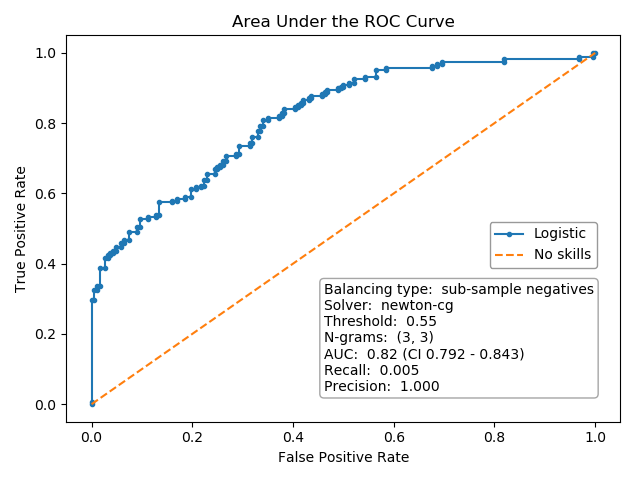 Area Under the ROC Curve
True Positive Rate
1.0
0.8
0.6
0.4
0.2
0.0
Logistic
No skills
Balancing type:  sub-sample negatives
Solver:  newton-cg
Threshold:  0.55
N-grams:  (3, 3)
AUC:  0.82 (CI 0.792 - 0.843)
Recall:  0.005
Precision:  1.000
0.0 0.2 0.4 0.6 0.8 1.0
False Positive Rate